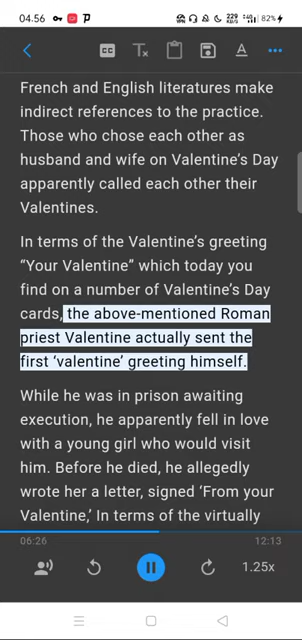 04.56
229 KB/s
4G
82%
CC
French and English literatures make
indirect references to the practice.
Those who chose each other as
husband and wife on Valentine’s Day
apparently called each other their
Valentines.
In terms of the Valentine’s greeting
“Your Valentine” which today you
find on a number of Valentine’s Day
cards, the above-mentioned Roman
priest Valentine actually sent the
first ‘valentine’ greeting himself.
While he was in prison awaiting
execution, he apparently fell in love
with a young girl who would visit
him. Before he died, he allegedly
wrote her a letter, signed ‘From your
Valentine,’ In terms of the virtually
06:26
12:13
1.25x